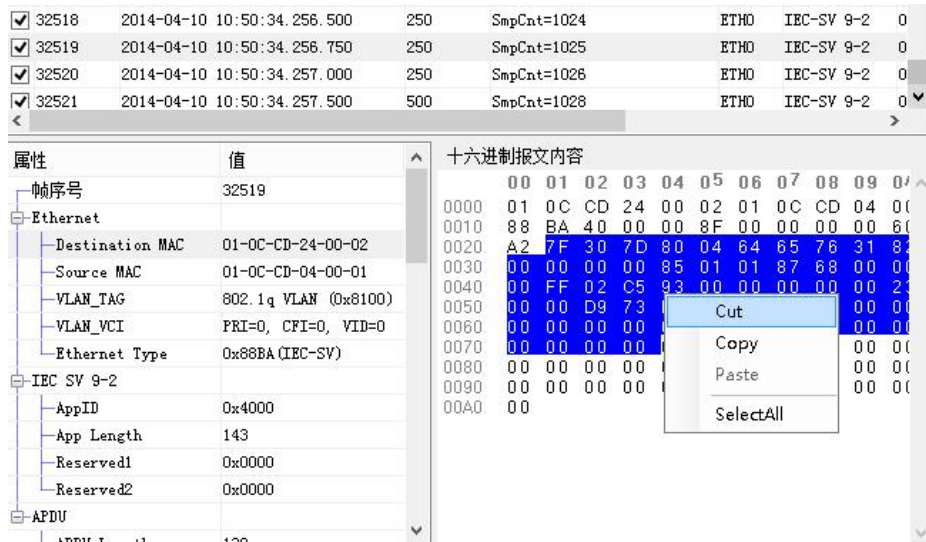 32518 2014-04-10 10:50:34.256.500 250 SmpCnt=1024 ETH0 IEC-SV 9-2 0
32519 2014-04-10 10:50:34.256.750 250 SmpCnt=1025 ETH0 IEC-SV 9-2 0
32520 2014-04-10 10:50:34.257.000 250 SmpCnt=1026 ETH0 IEC-SV 9-2 0
32521 2014-04-10 10:50:34.257.500 500 SmpCnt=1028 ETH0 IEC-SV 9-2 0
属性 值
帧序号 32519
Ethernet
Destination MAC 01-0C-CD-24-00-02
Source MAC 01-0C-CD-04-00-01
VLAN_TAG 802.1q VLAN (0x8100)
VLAN_VCI PRI=0, CFI=0, VID=0
Ethernet Type 0x88BA(IEC-SV)
IEC SV 9-2
AppID 0x4000
App Length 143
Reserved1 0x0000
Reserved2 0x0000
APDU
十六进制报文内容
00 01 02 03 04 05 06 07 08 09
0000 01 0C CD 24 00 02 01 0C CD 04
0010 88 BA 40 00 00 8F 00 00 00 00
0020 A2 7F 30 7D 80 04 64 65 76 31
0030 00 00 00 00 85 01 01 87 68 00
0040 00 FF 02 C5 93 00 00 00 00 00
0050 00 00 D9 73 00
0060 00 00 00 00 00
0070 00 00 00 00 00
0080 00 00 00 00 00
0090 00 00 00 00 00
00A0 00
Cut
Copy
Paste
SelectAll